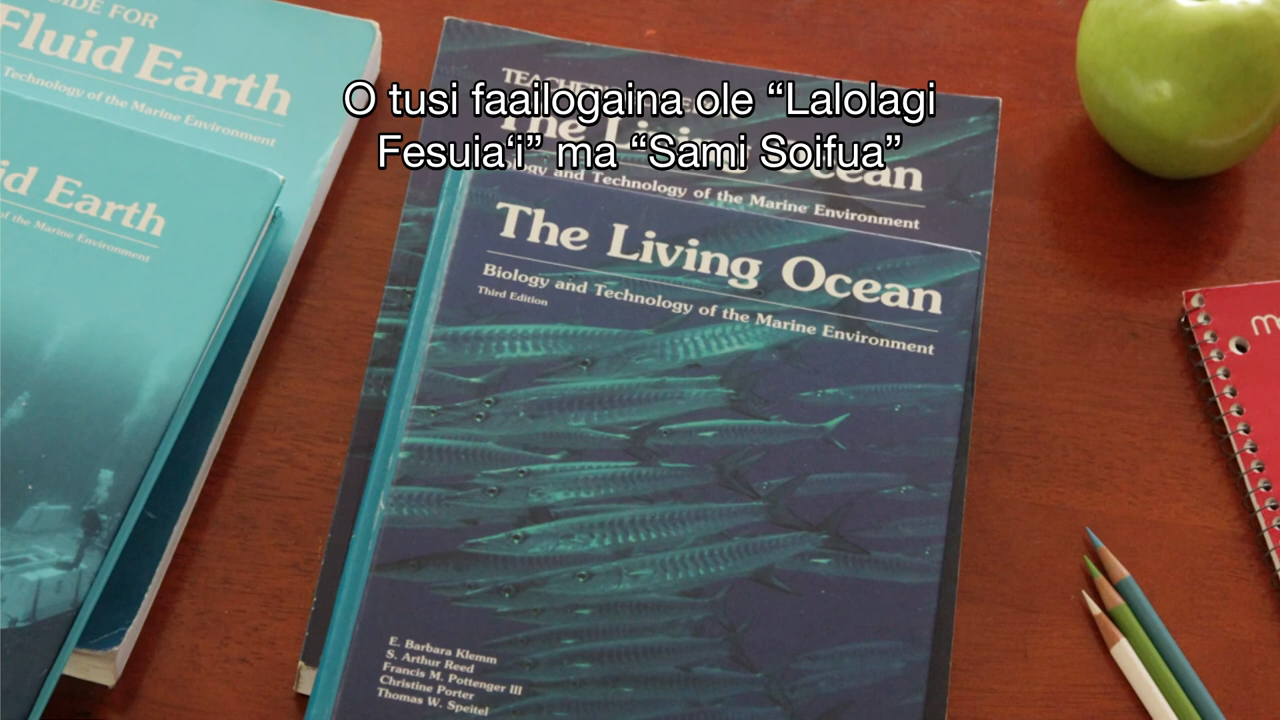 O tusi faailogaina ole “Lalolagi
Fesuia‘i” ma “Sami Soifua”
FOR
Fluid Earth
Technology of the Marine Environment
Earth
of the Marine Environment
The Living Ocean
and Technology of the Marine Environment
The Living Ocean
Biology and Technology of the Marine Environment
Third Edition
E. Barbara Klemm
S. Arthur Reed
Francis M. Pottenger III
Christine Porter
Thomas W. Speitel